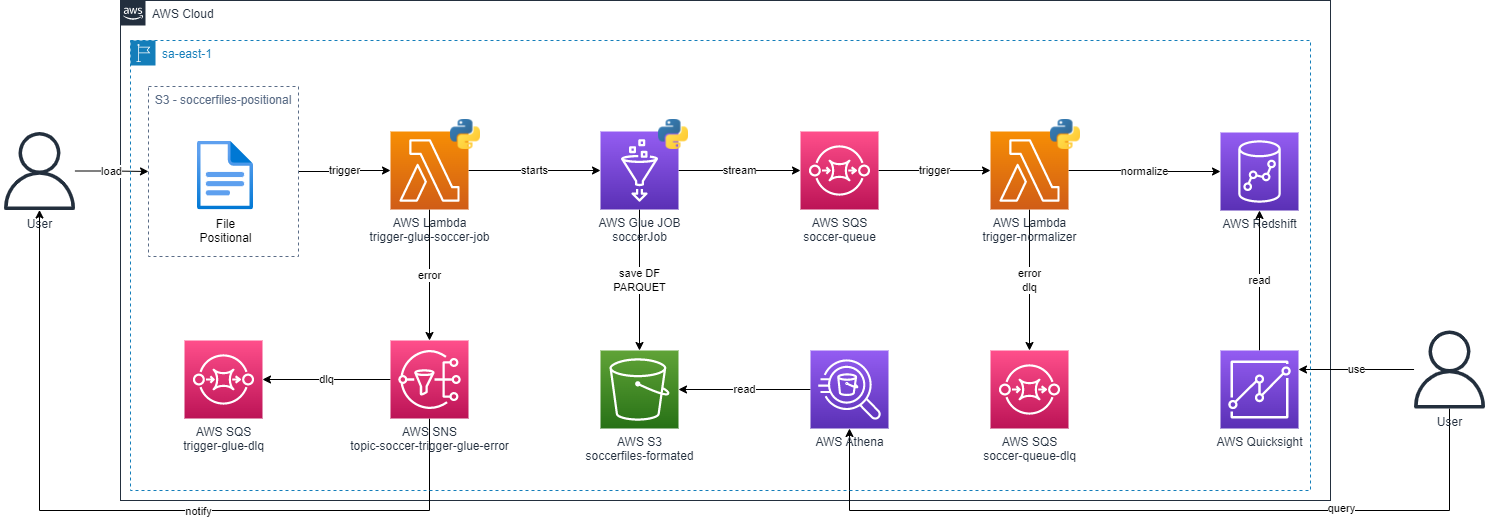 aws
AWS Cloud
sa-east-1
S3 - soccerfiles-positional
File
Positional
User
load
trigger
AWS Lambda
trigger-glue-soccer-job
starts
AWS Glue JOB
soccerJob
stream
AWS SQS
soccer-queue
trigger
AWS Lambda
trigger-normalizer
normalize
AWS Redshift
error
save DF
PARQUET
error
dlq
read
AWS SQS
trigger-glue-dlq
dlq
AWS SNS
topic-soccer-trigger-glue-error
AWS S3
soccerfiles-formated
read
AWS Athena
AWS SQS
soccer-queue-dlq
AWS Quicksight
use
User
notify
query